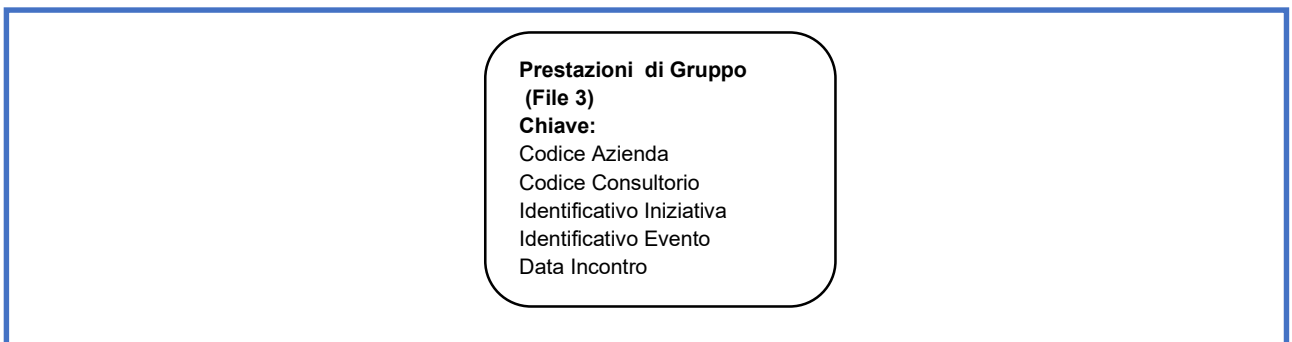 Prestazioni di Gruppo
(File 3)
Chiave:
Codice Azienda
Codice Consultorio
Identificativo Iniziativa
Identificativo Evento
Data Incontro